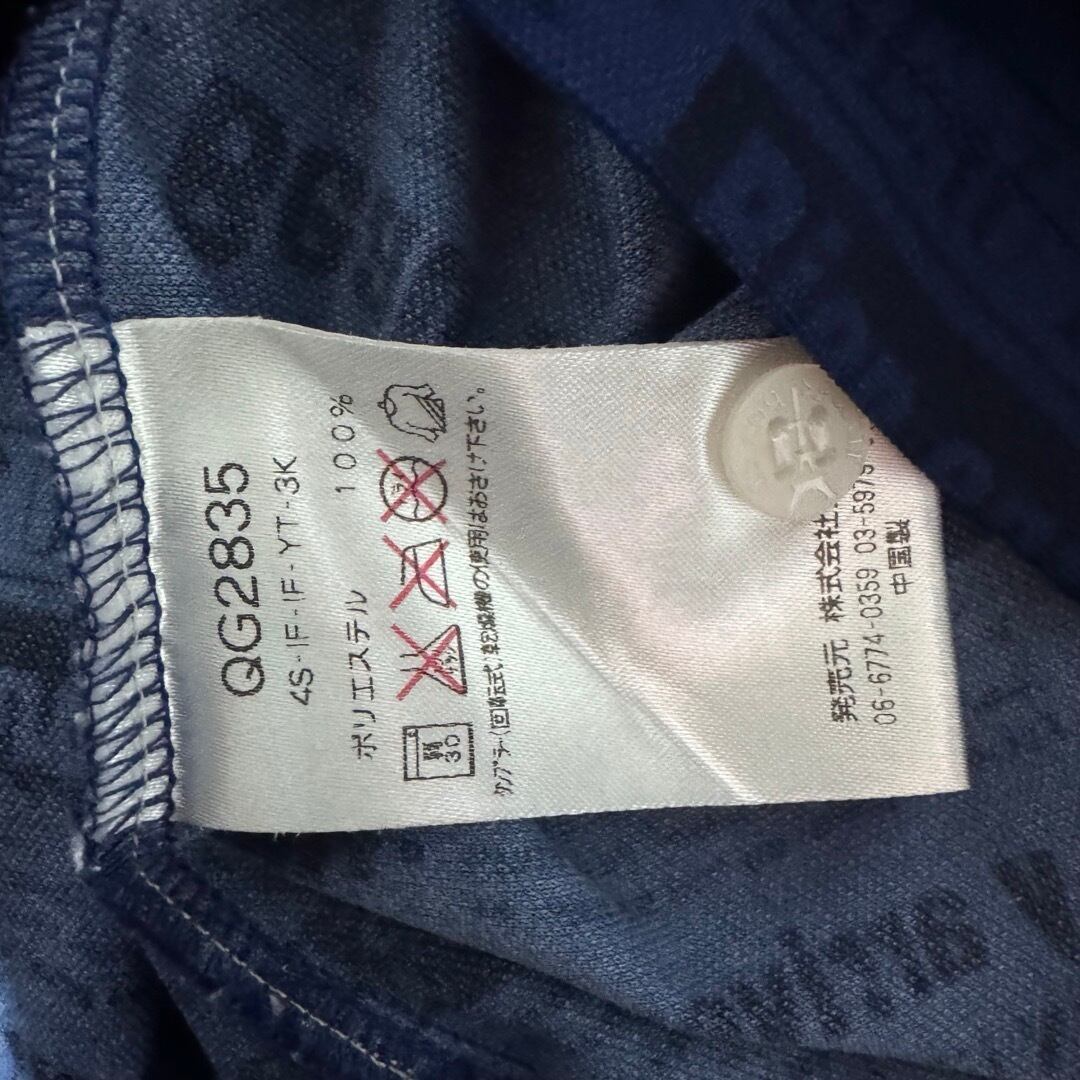 QG2835
4S-IF-IF-YT-3K
ポリエステル 100%
30
タンブラー(回転式)乾燥機の使用はおさけ下さい。
発売元 株式会社
06-6774-0359 03-597
中国製